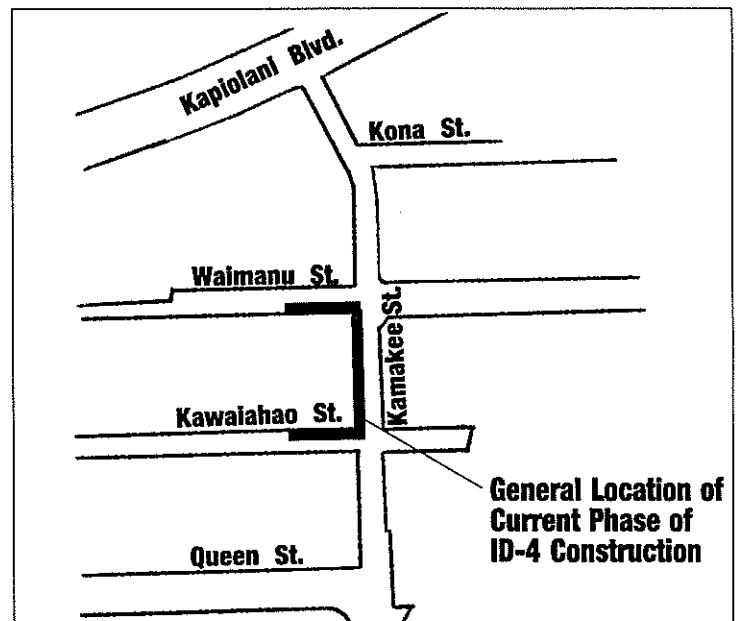 Kapiolani Blvd.
Kona St.
Waimanu St.
Kamakee St.
Kawaiahao St.
General Location of
Current Phase of
ID-4 Construction
Queen St.